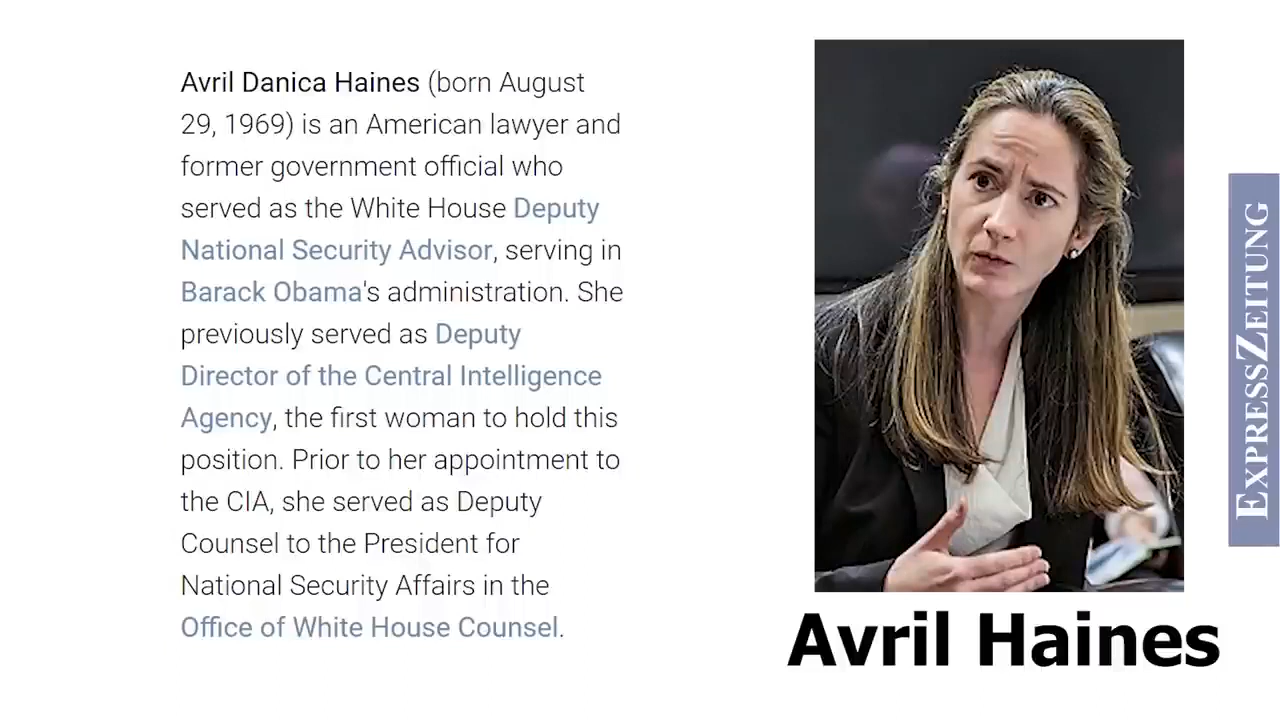 Avril Danica Haines (born August
29, 1969) is an American lawyer and
former government official who
served as the White House Deputy
National Security Advisor, serving in
Barack Obama's administration. She
previously served as Deputy
Director of the Central Intelligence
Agency, the first woman to hold this
position. Prior to her appointment to
the CIA, she served as Deputy
Counsel to the President for
National Security Affairs in the
Office of White House Counsel.
Avril Haines
EXPRESSZEITUNG